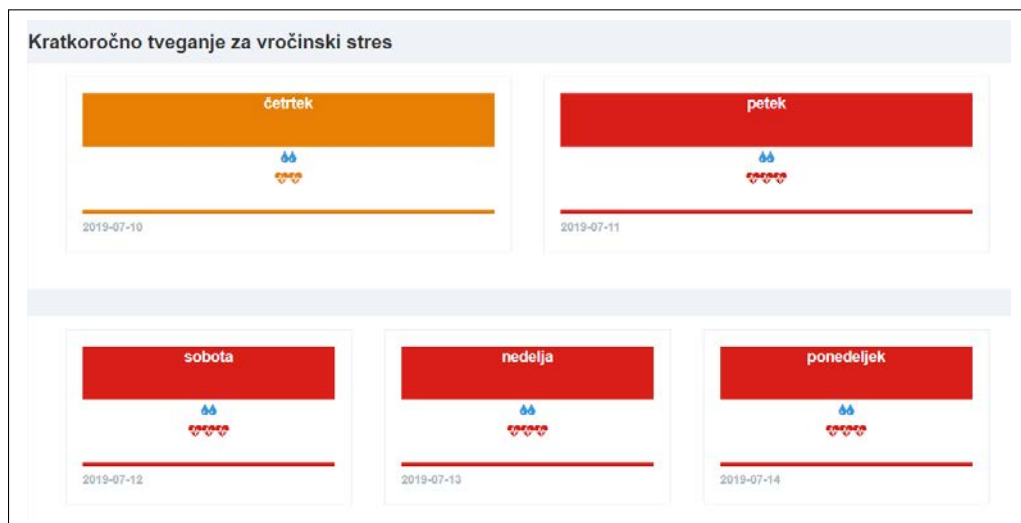 Kratkoročno tveganje za vročinski stres
četrtek
petek
2019-07-10
2019-07-11
sobota
nedelja
ponedeljek
2019-07-12
2019-07-13
2019-07-14